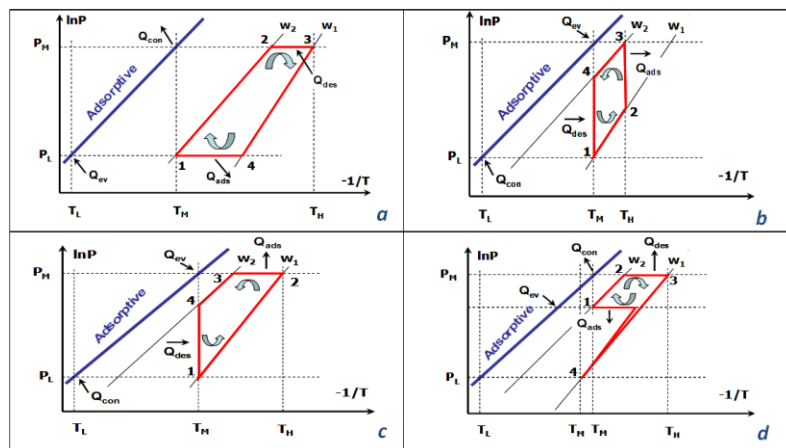 lnP
P_M
Q_con
Adsorptive
2
3
w_2
w_1
Q_des
P_L
1
4
Q_ev
Q_ads
-1/T
T_L
T_M
T_H
a
lnP
P_M
Q_ev
Adsorptive
w_2
w_1
3
Q_ads
4
2
Q_des
P_L
1
Q_con
-1/T
T_L
T_M
T_H
b
lnP
P_M
Q_ev
Q_ads
w_2
w_1
3
2
Adsorptive
4
Q_des
P_L
1
Q_con
-1/T
T_L
T_M
T_H
c
lnP
P_M
Q_con
Q_des
w_2
w_1
2
3
Q_ev
1
Adsorptive
Q_ads
P_L
4
-1/T
T_L
T_M
T_M
T_H
d